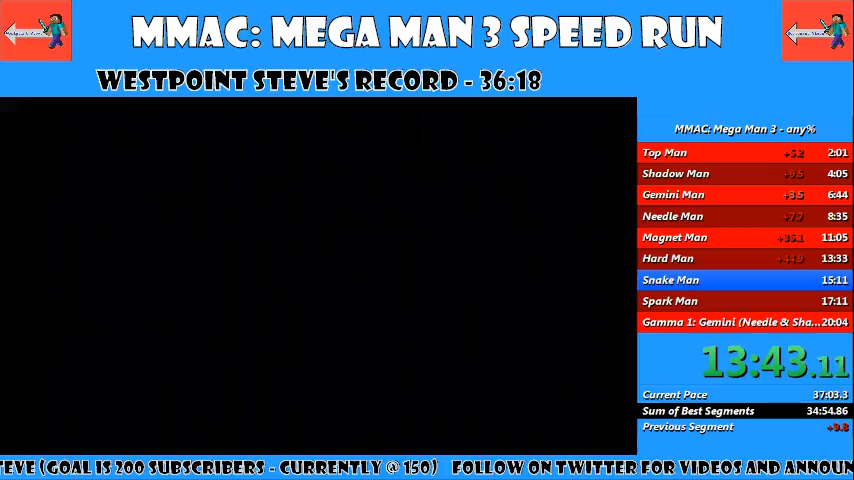 MMAC: MEGA MAN 3 SPEED RUN
WESTPOINT STEVE'S RECORD - 36:18
MMAC: Mega Man 3 - any%
Top Man +5.2 2:01
Shadow Man +9.5 4:05
Gemini Man +3.5 6:44
Needle Man +7.7 8:35
Magnet Man +35.1 11:05
Hard Man +44.9 13:33
Snake Man 15:11
Spark Man 17:11
Gamma 1: Gemini (Needle & Sha... 20:04
13:43.11
Current Pace 37:03.3
Sum of Best Segments 34:54.86
Previous Segment +9.8
TEVE (GOAL IS 200 SUBSCRIBERS - CURRENTLY @ 150) FOLLOW ON TWITTER FOR VIDEOS AND ANNOUN